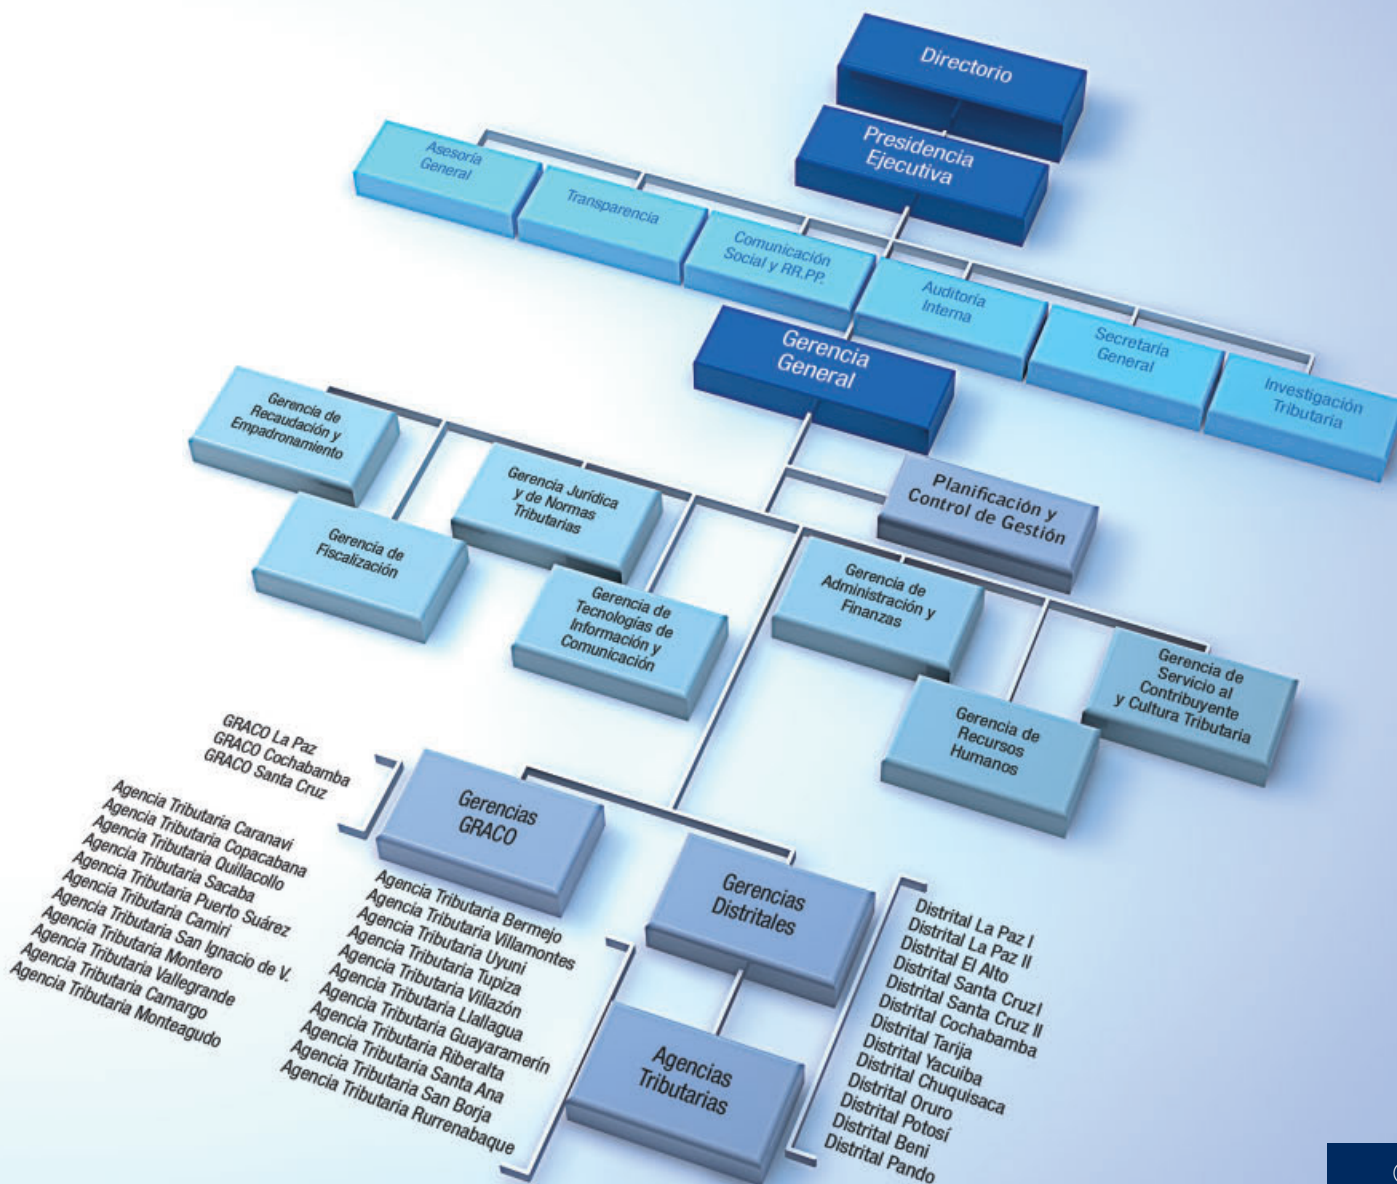 Directorio
Presidencia
Ejecutiva
Asesoría
General
Transparencia
Comunicación
Social y RR.PP.
Auditoría
Interna
Secretaría
General
Investigación
Tributaria
Gerencia
General
Planificación y
Control de Gestión
Gerencia de
Recaudación y
Empadronamiento
Gerencia de
Fiscalización
Gerencia Jurídica
y de Normas
Tributarias
Gerencia de
Tecnologías de
Información y
Comunicación
Gerencia de
Administración y
Finanzas
Gerencia de
Recursos
Humanos
Gerencia de
Servicio al
Contribuyente
y Cultura Tributaria
GRACO La Paz
GRACO Cochabamba
GRACO Santa Cruz
Gerencias
GRACO
Gerencias
Distritales
Agencias
Tributarias
Agencia Tributaria Caranavi
Agencia Tributaria Copacabana
Agencia Tributaria Quillacollo
Agencia Tributaria Sacaba
Agencia Tributaria Puerto Suárez
Agencia Tributaria Camiri
Agencia Tributaria San Ignacio de V.
Agencia Tributaria Montero
Agencia Tributaria Vallegrande
Agencia Tributaria Camargo
Agencia Tributaria Monteagudo
Agencia Tributaria Bermejo
Agencia Tributaria Villamontes
Agencia Tributaria Uyuni
Agencia Tributaria Tupiza
Agencia Tributaria Villazón
Agencia Tributaria Llallagua
Agencia Tributaria Guayaramerín
Agencia Tributaria Riberalta
Agencia Tributaria Santa Ana
Agencia Tributaria San Borja
Agencia Tributaria Rurrenabaque
Distrital La Paz I
Distrital La Paz II
Distrital El Alto
Distrital Santa CruzI
Distrital Santa Cruz II
Distrital Cochabamba
Distrital Tarija
Distrital Yacuiba
Distrital Chuquisaca
Distrital Oruro
Distrital Potosí
Distrital Beni
Distrital Pando